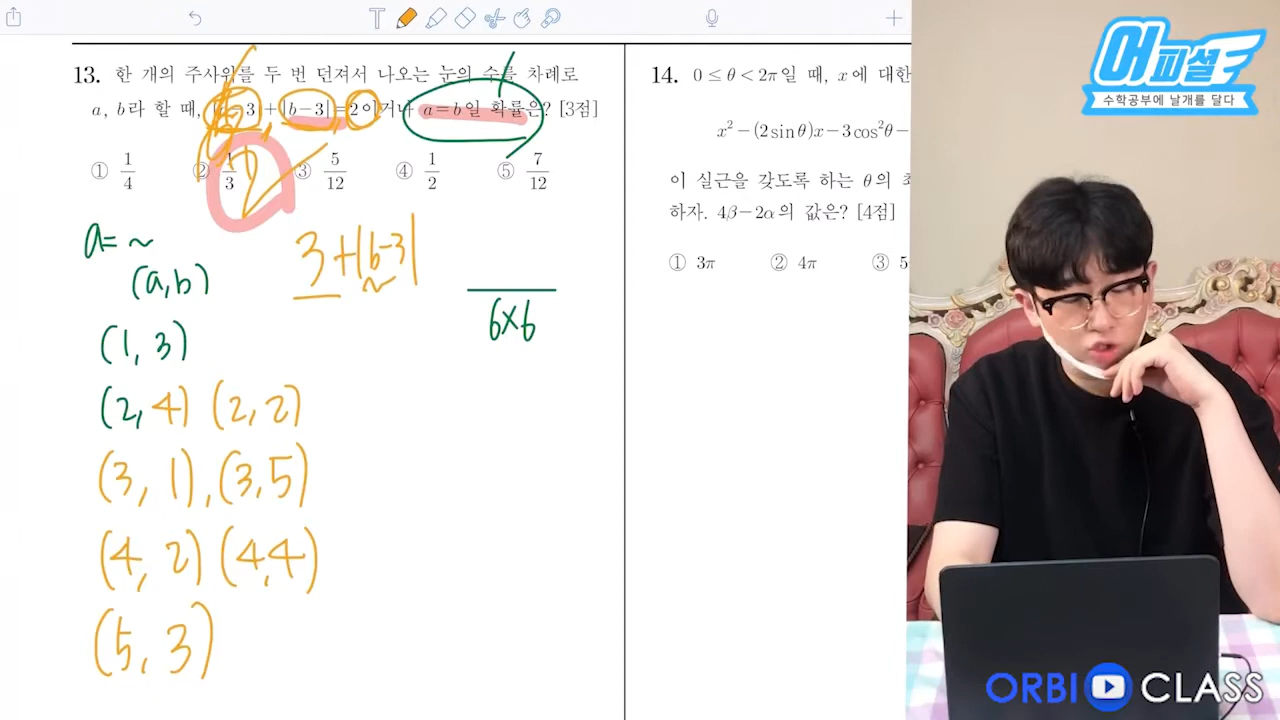 13. 한 개의 주사위를 두 번 던져서 나오는 눈의 수를 차례로
a, b라 할 때, |a-3|+|b-3|=2이거나 a=b일 확률은? [3점]
① 1/4 ② 1/3 ③ 5/12 ④ 1/2 ⑤ 7/12
a= ~
(a,b)
3+|b-3|
6×6
(1, 3)
(2, 4) (2, 2)
(3, 1), (3,5)
(4, 2) (4,4)
(5, 3)
14. 0≤θ<2π일 때, x에 대한
x²-(2sinθ)x-3cos²θ-
이 실근을 갖도록 하는 θ의
하자. 4β-2α의 값은? [4점]
① 3π ② 4π ③ 5
어피셜
수학공부에 날개를 달다
ORBI CLASS